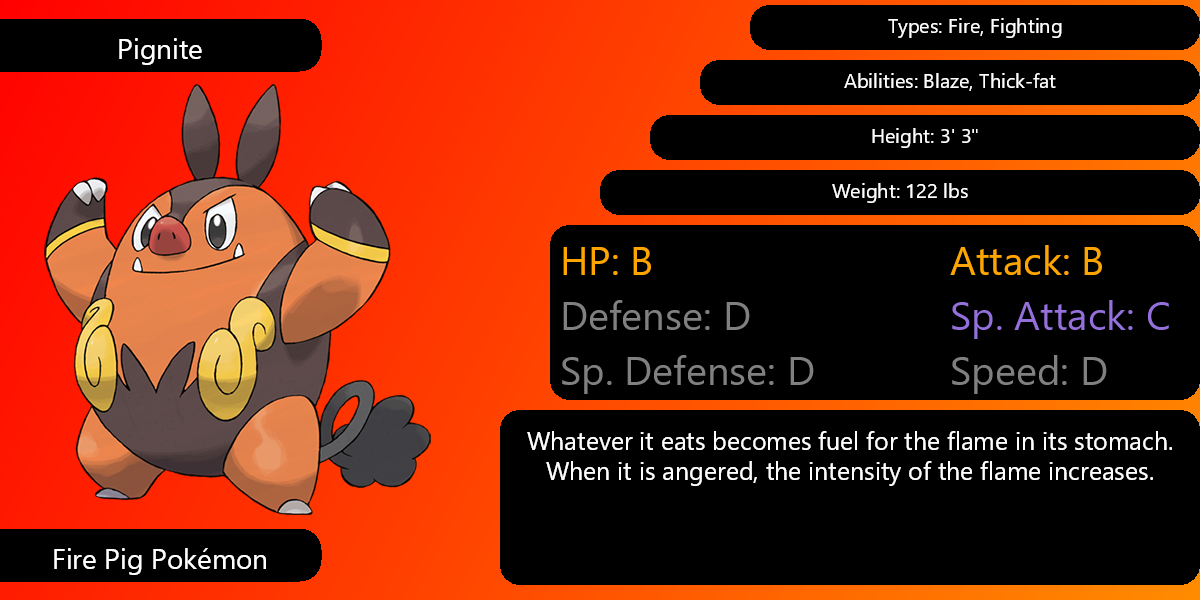 Pignite
Types: Fire, Fighting
Abilities: Blaze, Thick-fat
Height: 3' 3"
Weight: 122 lbs
HP: B
Attack: B
Defense: D
Sp. Attack: C
Sp. Defense: D
Speed: D
Whatever it eats becomes fuel for the flame in its stomach.
When it is angered, the intensity of the flame increases.
Fire Pig Pokémon